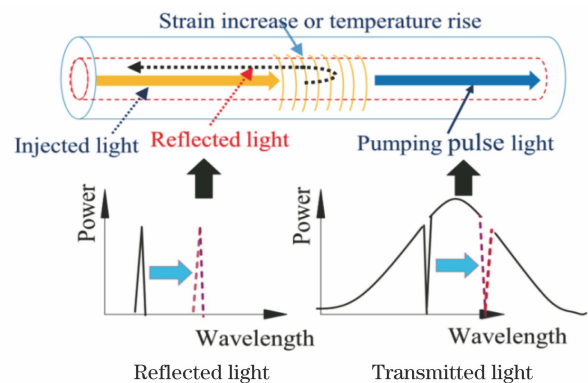 Strain increase or temperature rise
Injected light
Reflected light
Pumping pulse light
Power
Wavelength
Power
Wavelength
Reflected light
Transmitted light